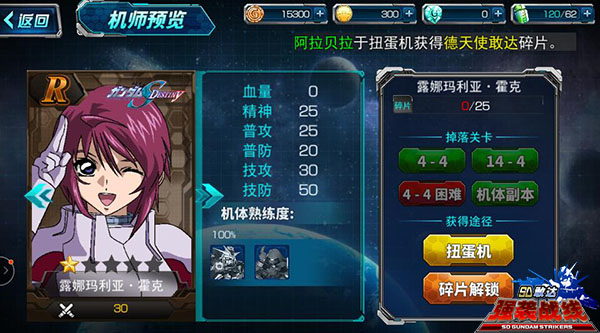 返回
机师预览
15300
300
0
120/62
阿拉贝拉于扭蛋机获得德天使敢达碎片。
R
ガンダム SEED DESTINY
血量 0
精神 25
普攻 25
普防 20
技攻 30
技防 50
机体熟练度:
100%
露娜玛利亚·霍克
30
露娜玛利亚·霍克
碎片
0/25
掉落关卡
4 - 4
14 - 4
4 - 4 困难
机体副本
获得途径
扭蛋机
碎片解锁
SD敢达
强袭战线
SD GUNDAM STRIKERS